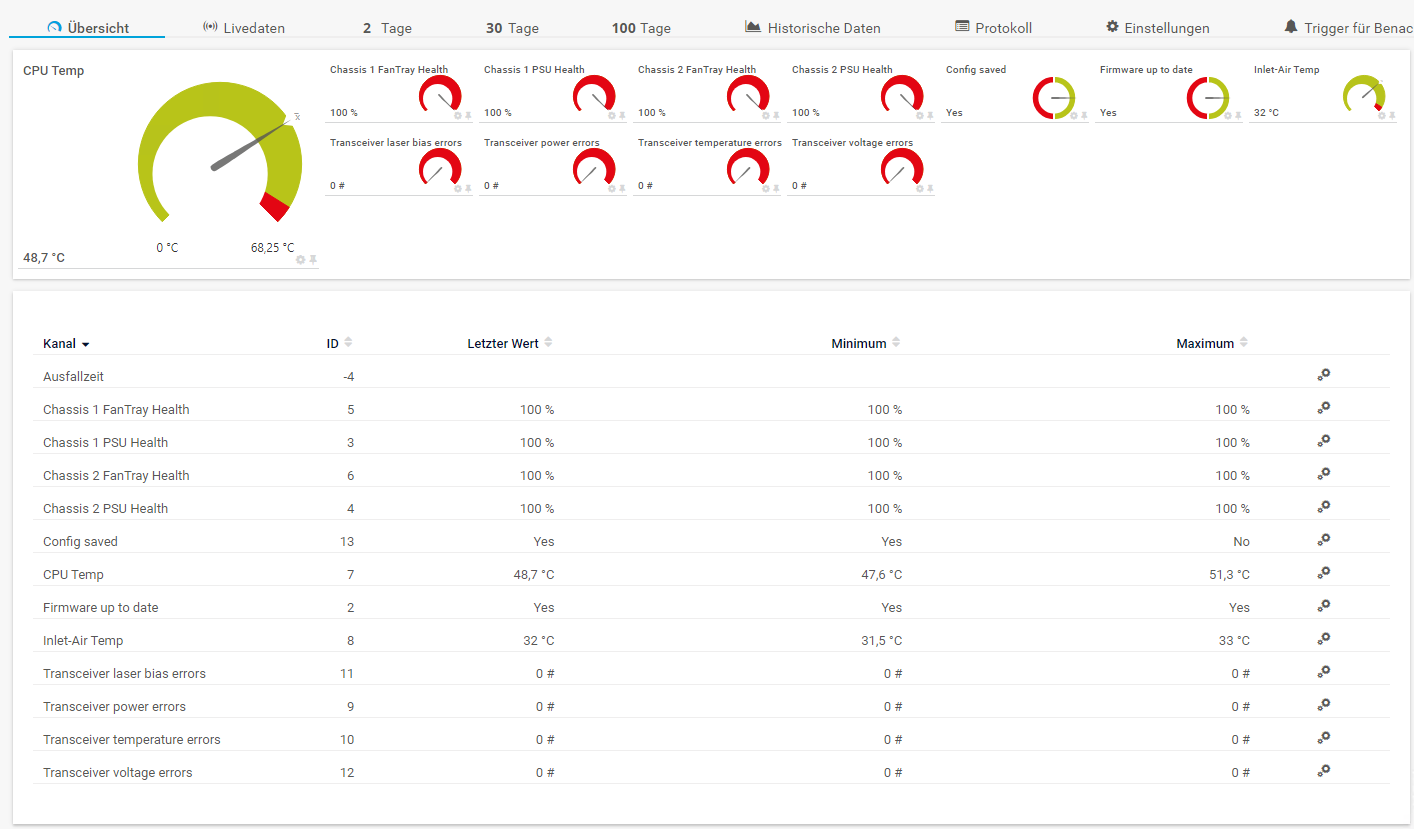 Übersicht Livedaten 2 Tage 30 Tage 100 Tage Historische Daten Protokoll Einstellungen Trigger für Benac
CPU Temp
48,7 °C
0 °C 68,25 °C
Chassis 1 FanTray Health Chassis 1 PSU Health Chassis 2 FanTray Health Chassis 2 PSU Health Config saved Firmware up to date Inlet-Air Temp
100 % 100 % 100 % 100 % Yes Yes 32 °C
Transceiver laser bias errors Transceiver power errors Transceiver temperature errors Transceiver voltage errors
0 # 0 # 0 # 0 #
Kanal ID Letzter Wert Minimum Maximum
Ausfallzeit -4
Chassis 1 FanTray Health 5 100 % 100 % 100 %
Chassis 1 PSU Health 3 100 % 100 % 100 %
Chassis 2 FanTray Health 6 100 % 100 % 100 %
Chassis 2 PSU Health 4 100 % 100 % 100 %
Config saved 13 Yes Yes No
CPU Temp 7 48,7 °C 47,6 °C 51,3 °C
Firmware up to date 2 Yes Yes Yes
Inlet-Air Temp 8 32 °C 31,5 °C 33 °C
Transceiver laser bias errors 11 0 # 0 # 0 #
Transceiver power errors 9 0 # 0 # 0 #
Transceiver temperature errors 10 0 # 0 # 0 #
Transceiver voltage errors 12 0 # 0 # 0 #